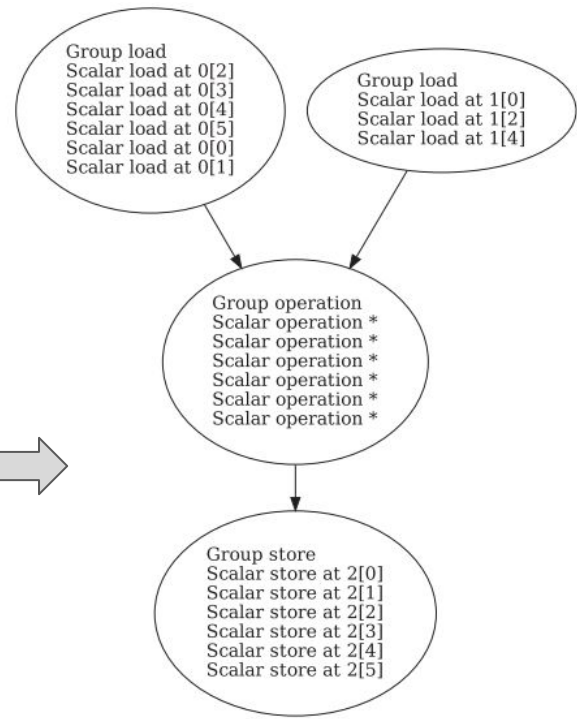 Group load
Scalar load at 0[2]
Scalar load at 0[3]
Scalar load at 0[4]
Scalar load at 0[5]
Scalar load at 0[0]
Scalar load at 0[1]
Group load
Scalar load at 1[0]
Scalar load at 1[2]
Scalar load at 1[4]
Group operation
Scalar operation *
Scalar operation *
Scalar operation *
Scalar operation *
Scalar operation *
Scalar operation *
Group store
Scalar store at 2[0]
Scalar store at 2[1]
Scalar store at 2[2]
Scalar store at 2[3]
Scalar store at 2[4]
Scalar store at 2[5]